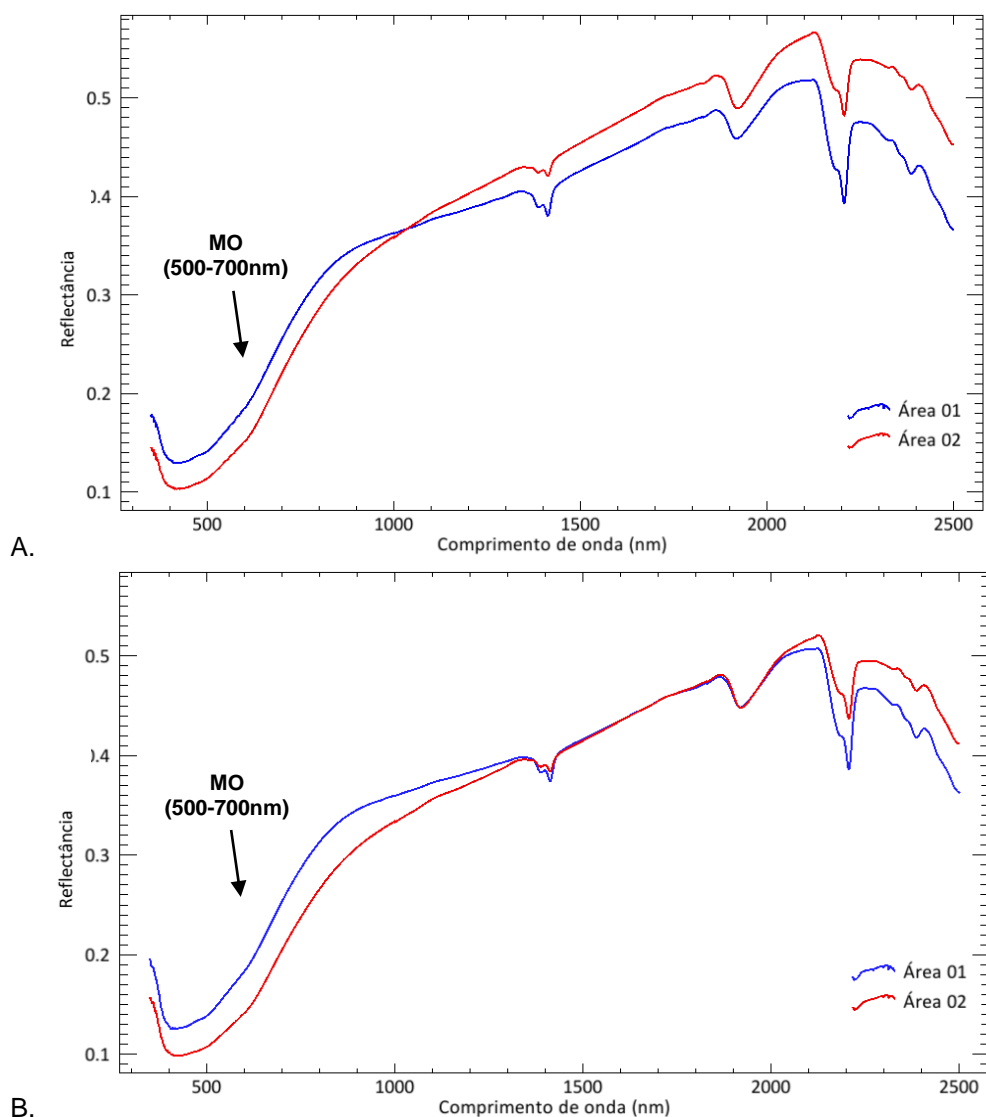 0.5
).4
0.3
0.2
0.1
Reflectância
MO
(500-700nm)
Área 01
Área 02
500
1000
1500
2000
2500
Comprimento de onda (nm)
A.
0.5
).4
0.3
0.2
0.1
Reflectância
MO
(500-700nm)
Área 01
Área 02
500
1000
1500
2000
2500
Comprimento de onda (nm)
B.